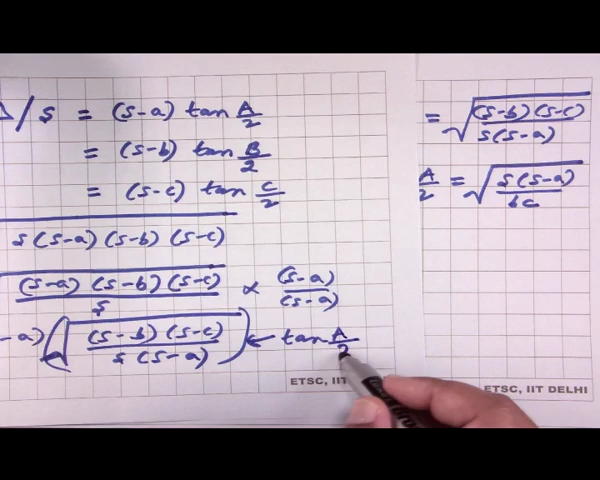 Δ/s = (s-a) tan A/2
= (s-b) tan B/2
= (s-c) tan C/2
√s(s-a)(s-b)(s-c)
√(s-a)(s-b)(s-c)/s × (s-a)/(s-a)
-a) (√(s-b)(s-c)/s(s-a)) ← tan A/2
ETSC, IIT
= √(s-b)(s-c)/s(s-a)
A/2 = √s(s-a)/bc
ETSC, IIT DELHI